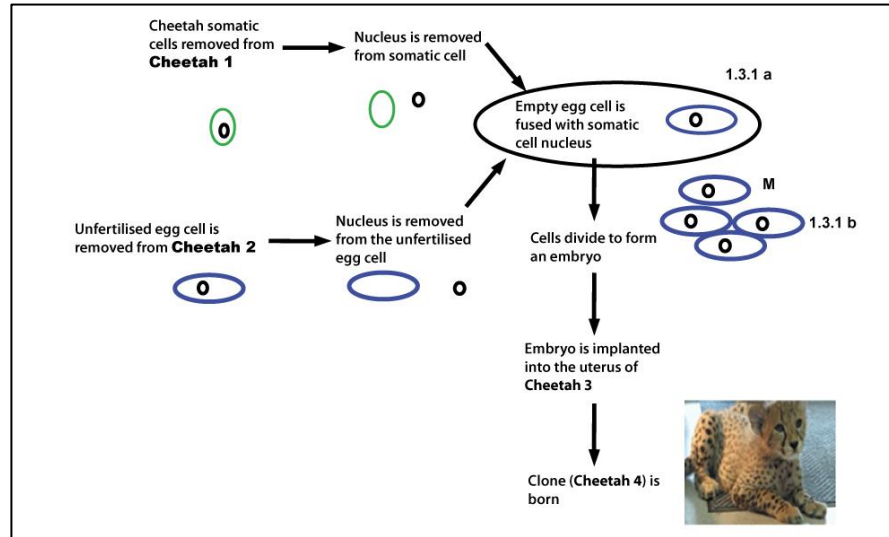 Cheetah somatic
cells removed from
Cheetah 1
Nucleus is removed
from somatic cell
1.3.1 a
Empty egg cell is
fused with somatic
cell nucleus
M
1.3.1 b
Unfertilised egg cell is
removed from Cheetah 2
Nucleus is removed
from the unfertilised
egg cell
Cells divide to form
an embryo
Embryo is implanted
into the uterus of
Cheetah 3
Clone (Cheetah 4) is
born